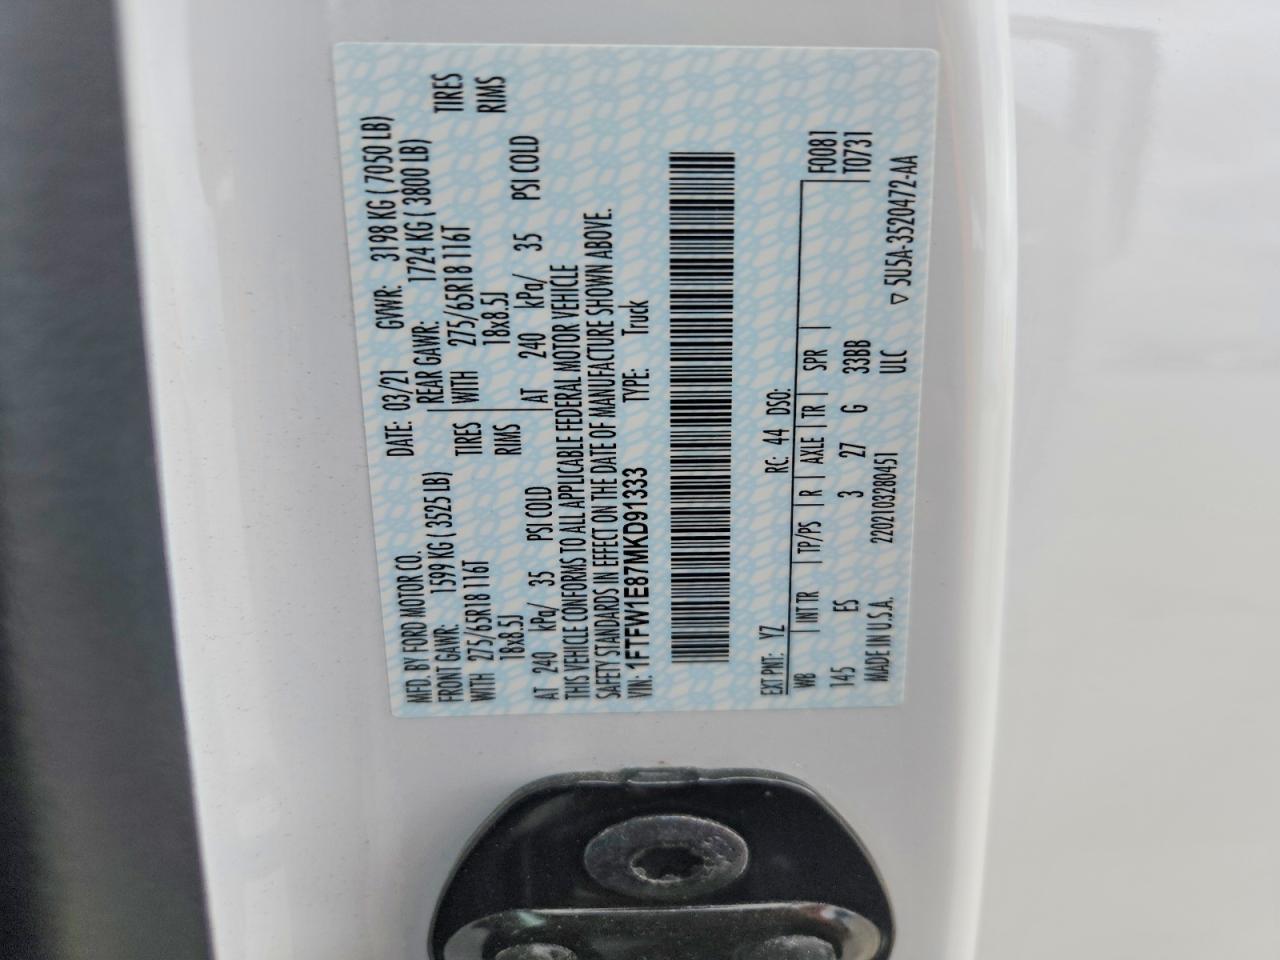 MFD. BY FORD MOTOR CO. DATE: 03/21 GVWR: 3198 KG ( 7050 LB)
FRONT GAWR: 1599 KG ( 3525 LB) REAR GAWR: 1724 KG ( 3800 LB)
WITH 275/65R18 116T TIRES WITH 275/65R18 116T TIRES
18x8.5J RIMS 18x8.5J RIMS
AT 240 kPa/ 35 PSI COLD AT 240 kPa/ 35 PSI COLD
THIS VEHICLE CONFORMS TO ALL APPLICABLE FEDERAL MOTOR VEHICLE
SAFETY STANDARDS IN EFFECT ON THE DATE OF MANUFACTURE SHOWN ABOVE.
VIN: 1FTFW1E87MKD91333 TYPE: Truck
EXT PNT: YZ RC: 44 DSO:
WB INT TR TP/PS R AXLE TR SPR F0081
145 ES 3 27 G 33BB T0731
MADE IN U.S.A. 2202103280451 ULC
▽ 5U5A-3520472-AA